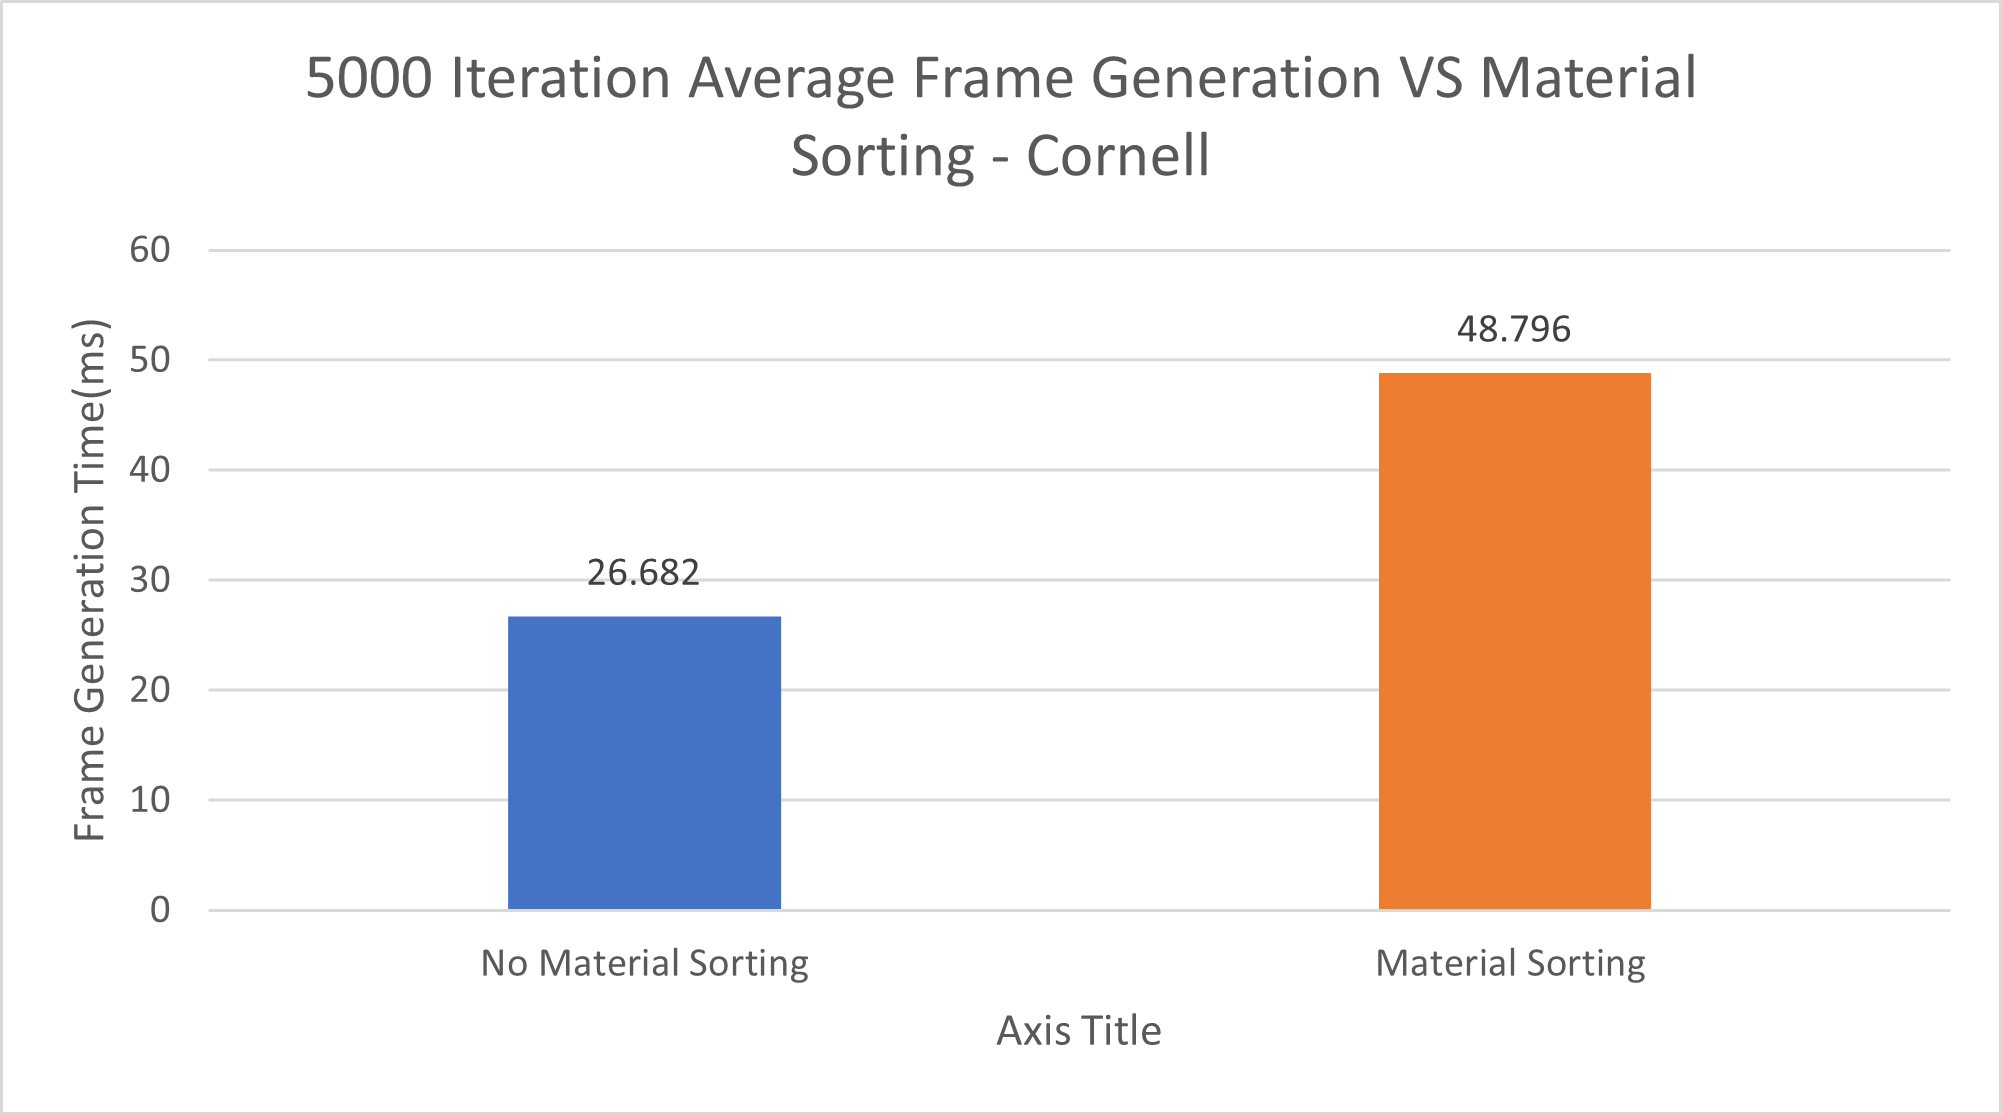 5000 Iteration Average Frame Generation VS Material
Sorting - Cornell
60
50
40
30
20
10
0
Frame Generation Time(ms)
26.682
48.796
No Material Sorting
Material Sorting
Axis Title